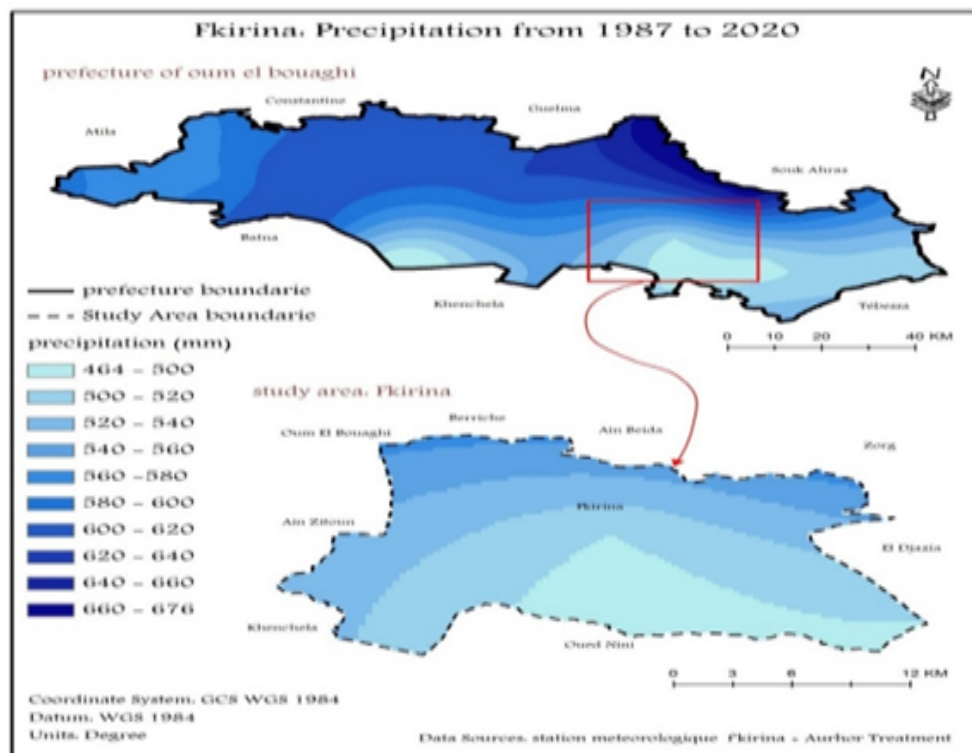 Fkirina. Precipitation from 1987 to 2020
prefecture of oum el bouaghi
N
Constantine
Guelma
Mila
Souk Ahras
Batna
Khenchela
Tébessa
prefecture boundarie
Study Area boundarie
0 10 20 40 KM
precipitation (mm)
464 - 500
500 - 520
520 - 540
540 - 560
560 -580
580 - 600
600 - 620
620 - 640
640 - 660
660 - 676
study area. Fkirina
Berriche
Oum El Bouaghi
Ain Beida
Zorg
Fkirina
Ain Zitoun
El Djazia
Khenchela
Oued Nini
0 3 6 12 KM
Coordinate System. GCS WGS 1984
Datum. WGS 1984
Units. Degree
Data Sources. station meteorologique fkirina + Aurhor Treatment